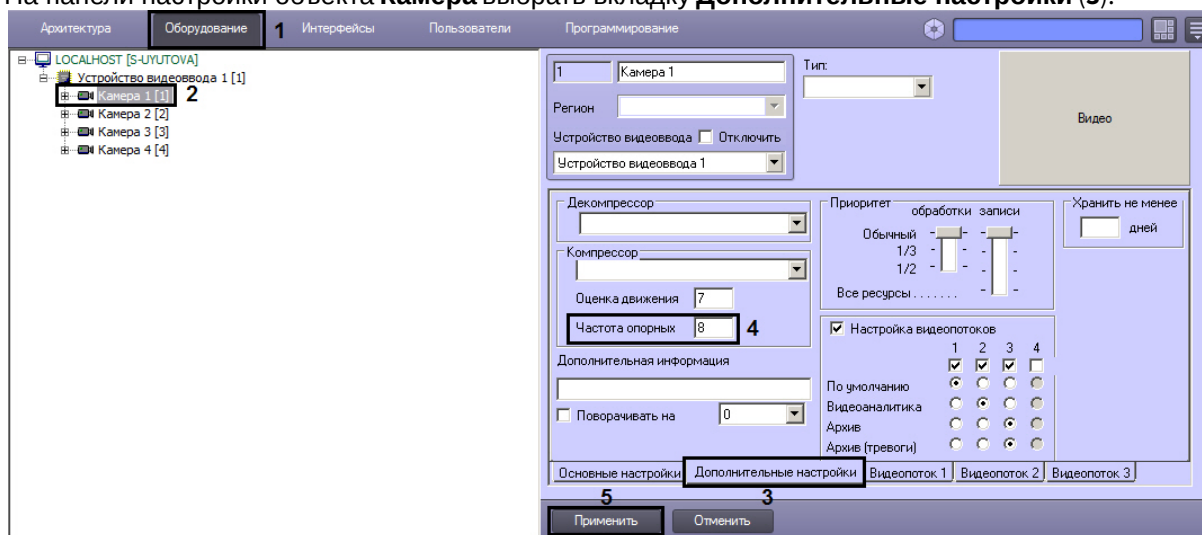 На панели настройки объекта Камера выбрать вкладку Дополнительные настройки (3).
Архитектура Оборудование 1 Интерфейсы Пользователи Программирование
LOCALHOST [S-UYUTOVA]
Устройство видеоввода 1 [1]
Камера 1 [1] 2
Камера 2 [2]
Камера 3 [3]
Камера 4 [4]
1 Камера 1
Регион
Устройство видеоввода Отключить
Устройство видеоввода 1
Тип:
Видео
Декомпрессор
Компрессор
Оценка движения 7
Частота опорных 8 4
Дополнительная информация
Поворачивать на 0
Приоритет
обработки записи
Обычный
1/3
1/2
Все ресурсы . . . . . . .
Хранить не менее
дней
Настройка видеопотоков
1 2 3 4
По умолчанию
Видеоаналитика
Архив
Архив (тревоги)
Основные настройки Дополнительные настройки Видеопоток 1 Видеопоток 2 Видеопоток 3
5 3
Применить Отменить